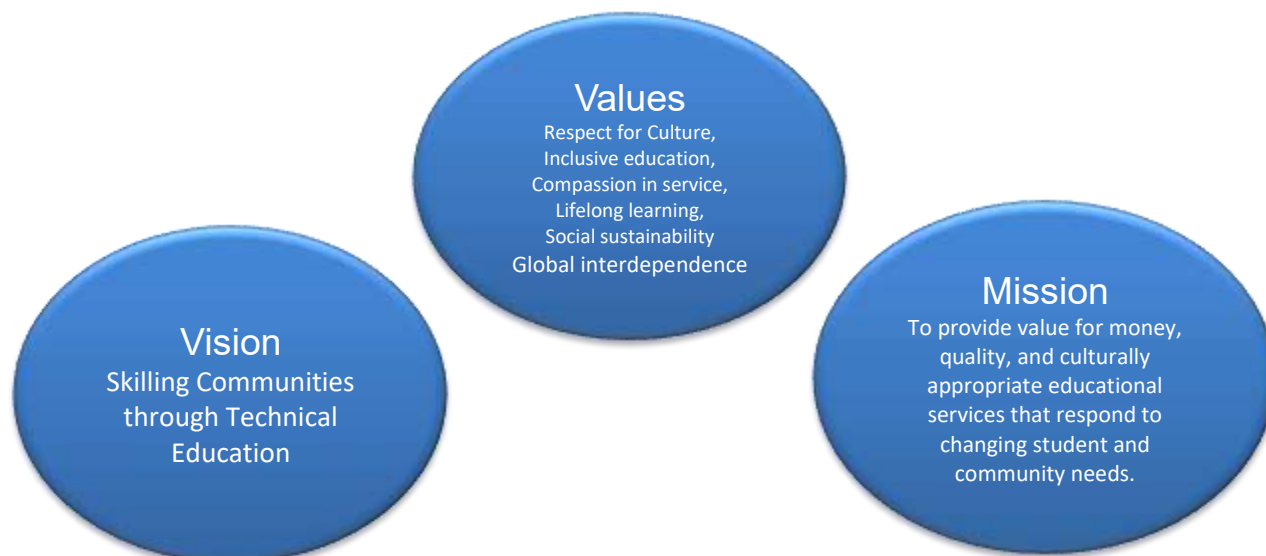 Values
Respect for Culture,
Inclusive education,
Compassion in service,
Lifelong learning,
Social sustainability
Global interdependence
Vision
Skilling Communities
through Technical
Education
Mission
To provide value for money,
quality, and culturally
appropriate educational
services that respond to
changing student and
community needs.